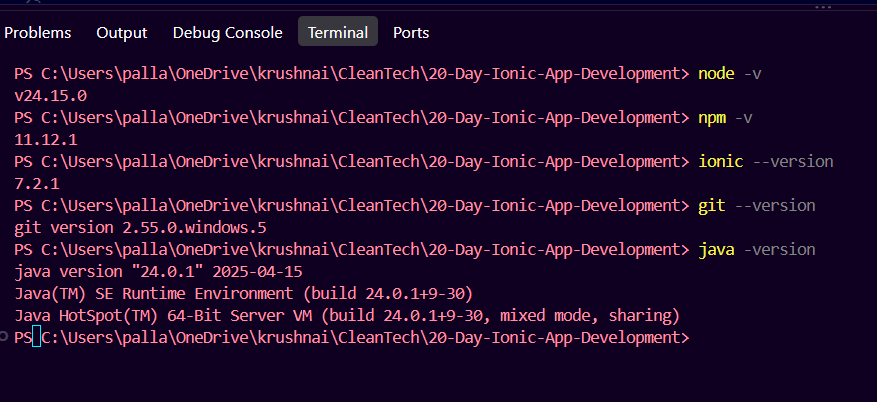 Problems Output Debug Console Terminal Ports
PS C:\Users\palla\OneDrive\krushnai\CleanTech\20-Day-Ionic-App-Development> node -v
v24.15.0
PS C:\Users\palla\OneDrive\krushnai\CleanTech\20-Day-Ionic-App-Development> npm -v
11.12.1
PS C:\Users\palla\OneDrive\krushnai\CleanTech\20-Day-Ionic-App-Development> ionic --version
7.2.1
PS C:\Users\palla\OneDrive\krushnai\CleanTech\20-Day-Ionic-App-Development> git --version
git version 2.55.0.windows.5
PS C:\Users\palla\OneDrive\krushnai\CleanTech\20-Day-Ionic-App-Development> java -version
java version "24.0.1" 2025-04-15
Java(TM) SE Runtime Environment (build 24.0.1+9-30)
Java HotSpot(TM) 64-Bit Server VM (build 24.0.1+9-30, mixed mode, sharing)
PS C:\Users\palla\OneDrive\krushnai\CleanTech\20-Day-Ionic-App-Development>